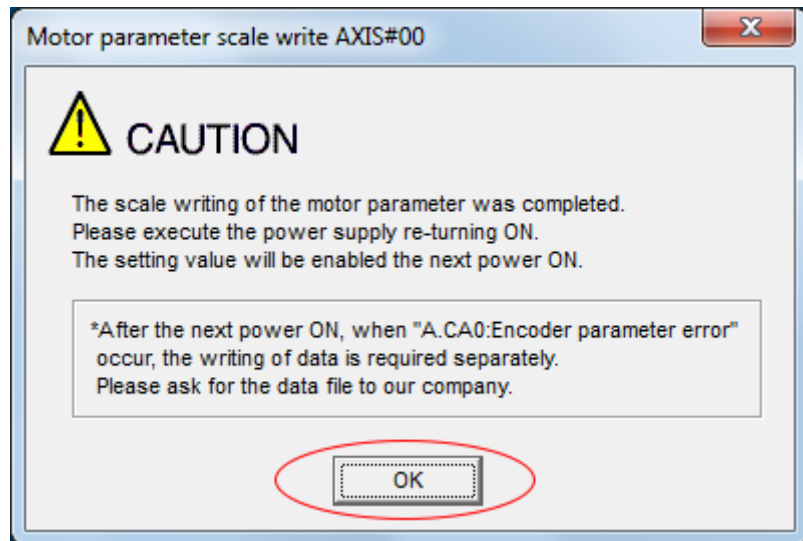 Motor parameter scale write AXIS#00
CAUTION
The scale writing of the motor parameter was completed.
Please execute the power supply re-turning ON.
The setting value will be enabled the next power ON.
*After the next power ON, when "A.CA0:Encoder parameter error"
occur, the writing of data is required separately.
Please ask for the data file to our company.
OK